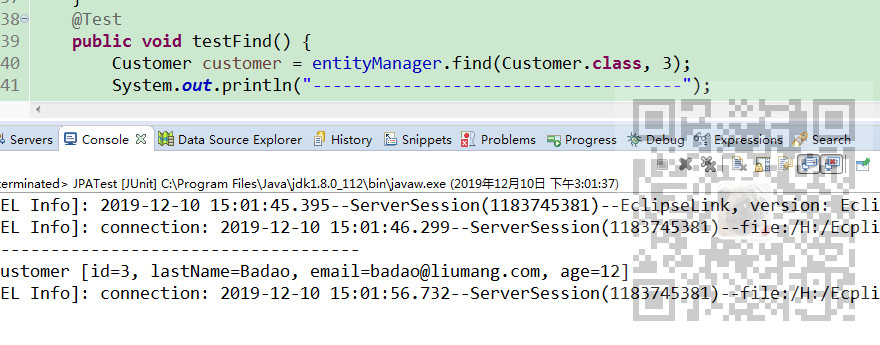 38
@Test
39 public void testFind() {
40 Customer customer = entityManager.find(Customer.class, 3);
41 System.out.println("-------------------------------------");
Servers Console Data Source Explorer History Snippets Problems Progress Debug Expressions Search
terminated> JPATest [JUnit] C:\Program Files\Java\jdk1.8.0_112\bin\javaw.exe (2019年12月10日 下午3:01:37)
EL Info]: 2019-12-10 15:01:45.395--ServerSession(1183745381)--EclipseLink, version: Ecli
EL Info]: connection: 2019-12-10 15:01:46.299--ServerSession(1183745381)--file:/H:/Ecpli
------------------------------------
ustomer [id=3, lastName=Badao, email=badao@liumang.com, age=12]
EL Info]: connection: 2019-12-10 15:01:56.732--ServerSession(1183745381)--file:/H:/Ecpli